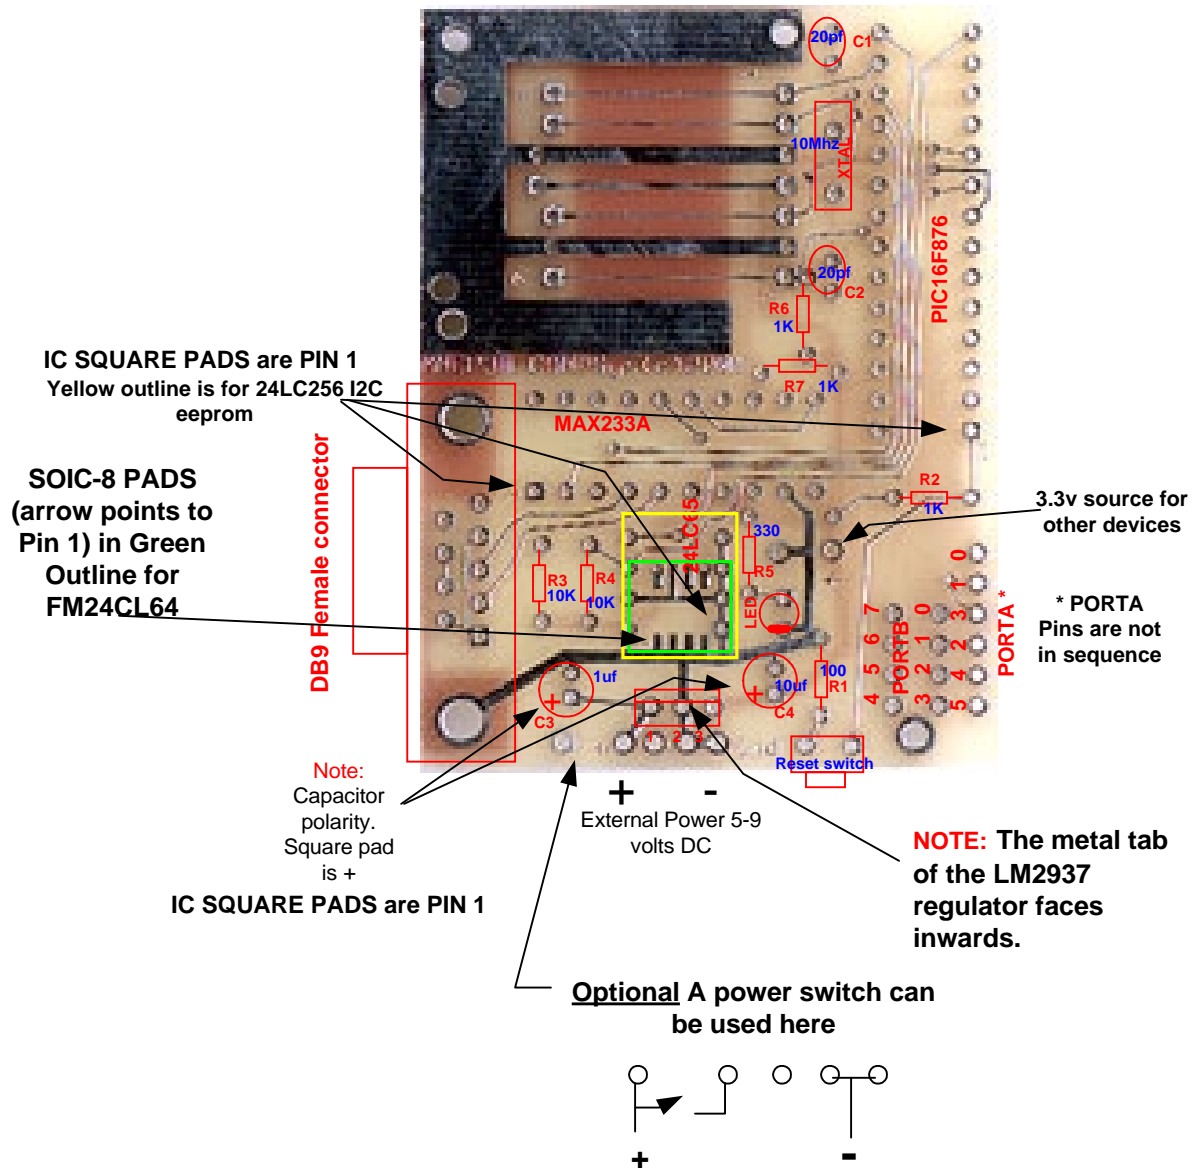 20pf
C1
10Mhz
XTAL
PIC16F876
20pf
C2
R6
1K
R7
1K
IC SQUARE PADS are PIN 1
Yellow outline is for 24LC256 I2C
eeprom
MAX233A
DB9 Female connector
SOIC-8 PADS
(arrow points to
Pin 1) in Green
Outline for
FM24CL64
24LC65
R2
1K
3.3v source for
other devices
330
R5
R3
10K
R4
10K
LED
0
1
3
2
4
5
PORTA *
7
6
5
4
PORTB
0
1
2
3
* PORTA
Pins are not
in sequence
1uf
+
C3
10uf
+
C4
100
R1
1 2 3
Reset switch
Note:
Capacitor
polarity.
Square pad
is +
+ -
External Power 5-9
volts DC
IC SQUARE PADS are PIN 1
NOTE: The metal tab
of the LM2937
regulator faces
inwards.
Optional A power switch can
be used here
+ -